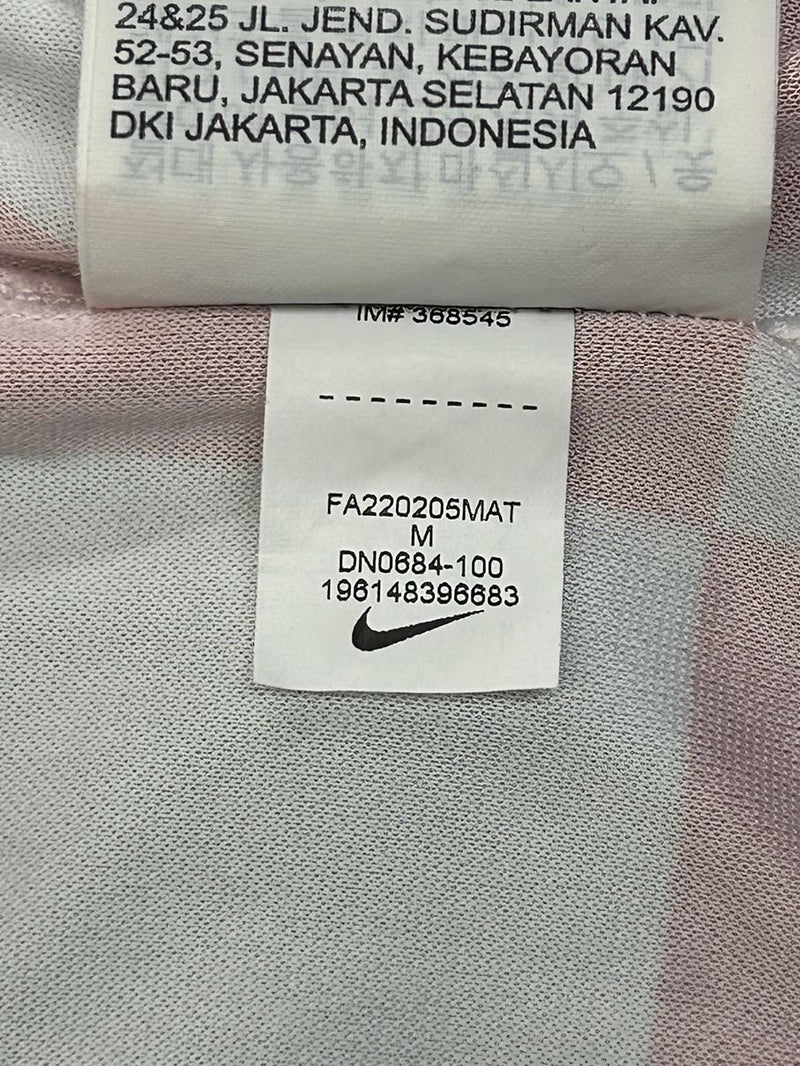 24&25 JL. JEND. SUDIRMAN KAV.
52-53, SENAYAN, KEBAYORAN
BARU, JAKARTA SELATAN 12190
DKI JAKARTA, INDONESIA
IM# 368545
FA220205MAT
M
DN0684-100
196148396683